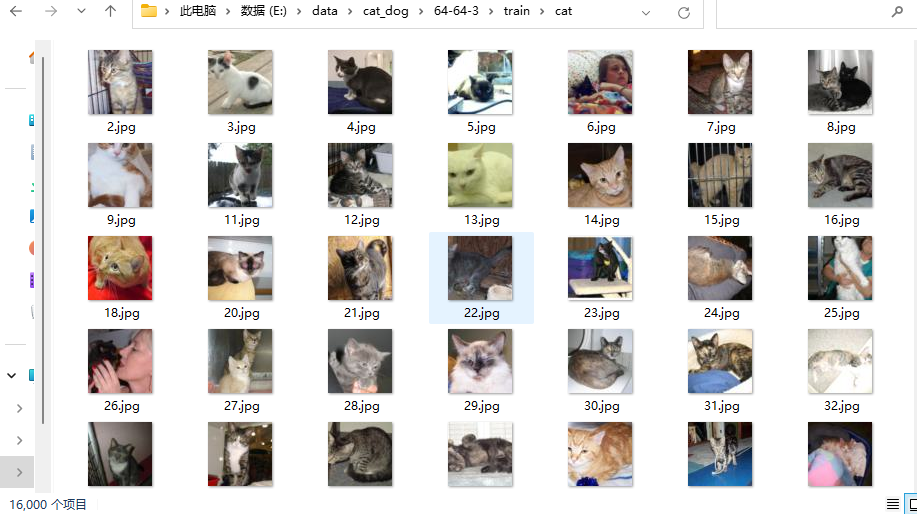 此电脑 > 数据 (E:) > data > cat_dog > 64-64-3 > train > cat
2.jpg 3.jpg 4.jpg 5.jpg 6.jpg 7.jpg 8.jpg
9.jpg 11.jpg 12.jpg 13.jpg 14.jpg 15.jpg 16.jpg
18.jpg 20.jpg 21.jpg 22.jpg 23.jpg 24.jpg 25.jpg
26.jpg 27.jpg 28.jpg 29.jpg 30.jpg 31.jpg 32.jpg
16,000 个项目